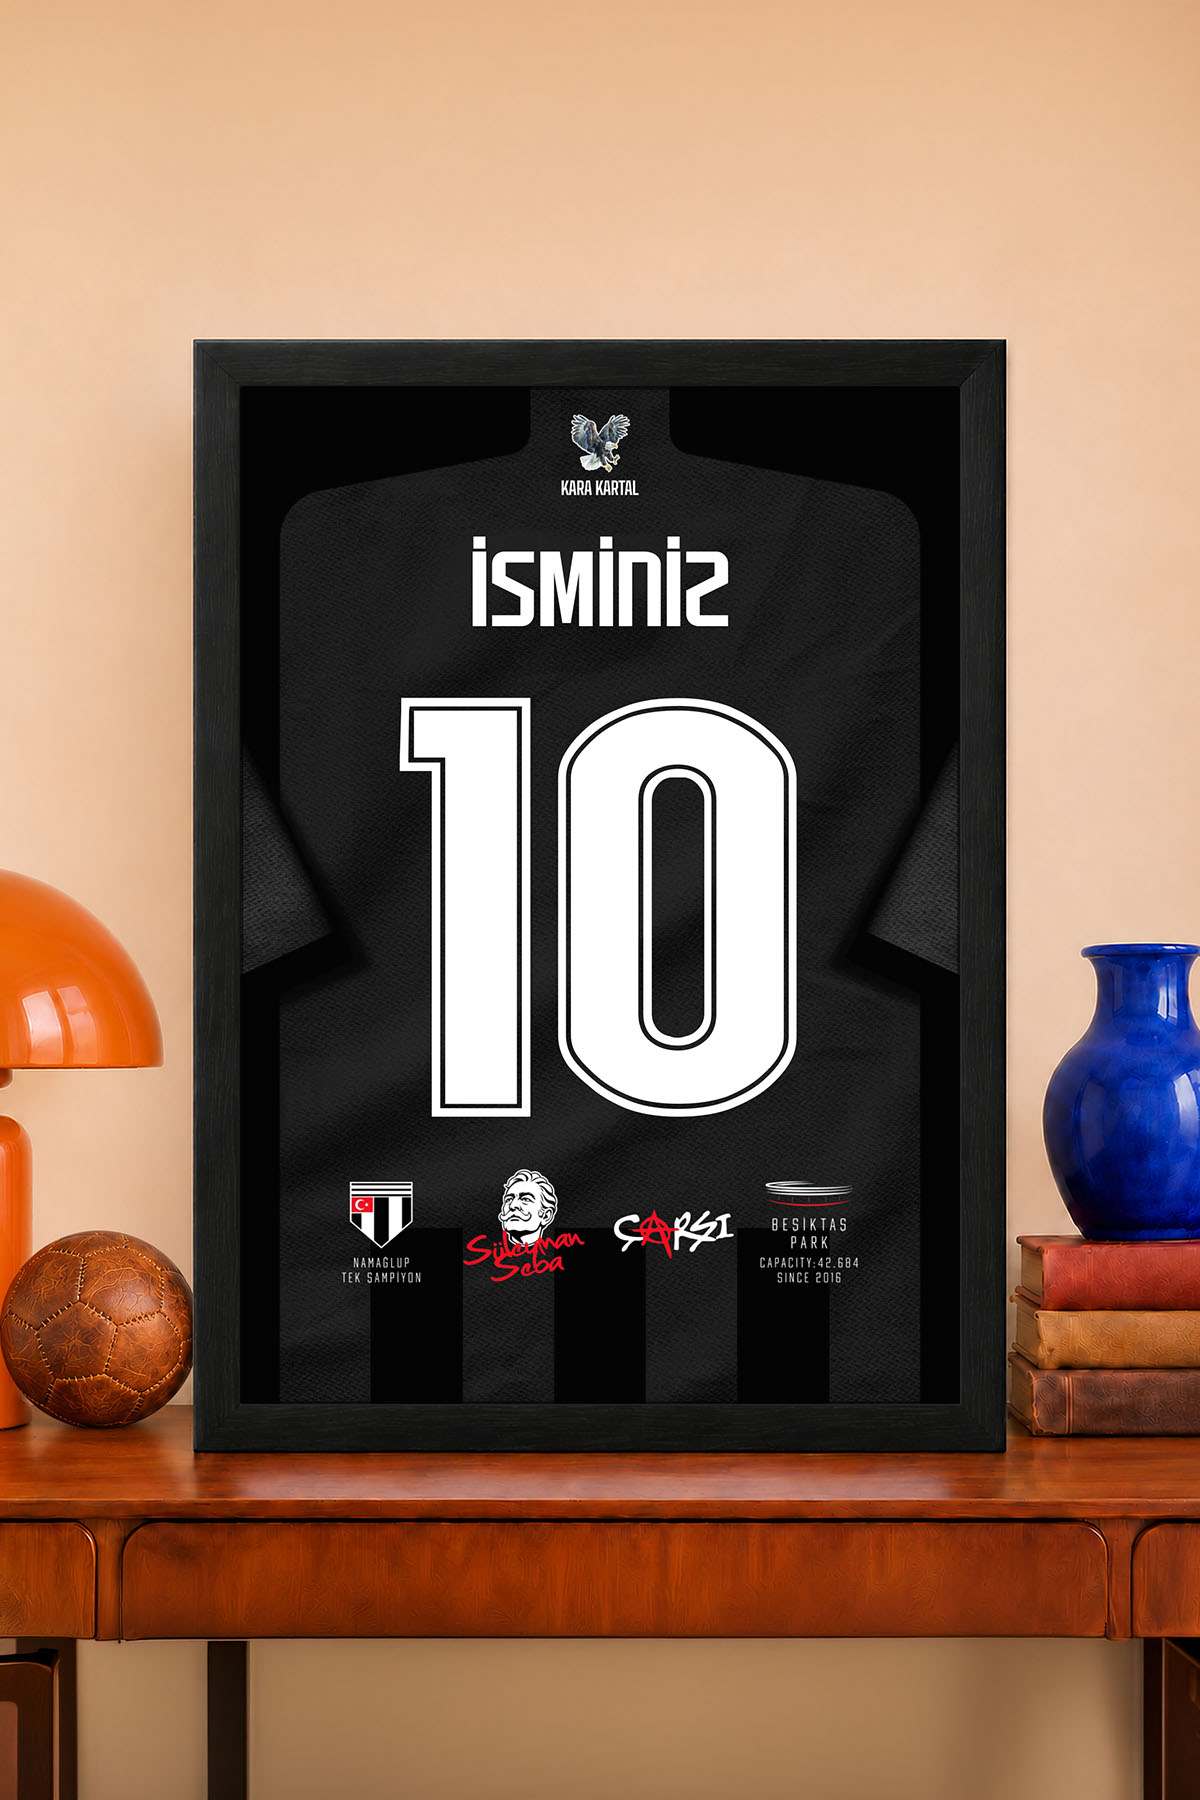 KARA KARTAL
İSMİNİZ
10
NAMAGLUP
TEK ŞAMPİYON
Süleyman
Seba
ÇARŞI
BEŞİKTAŞ
PARK
CAPACITY:42.684
SINCE 2016